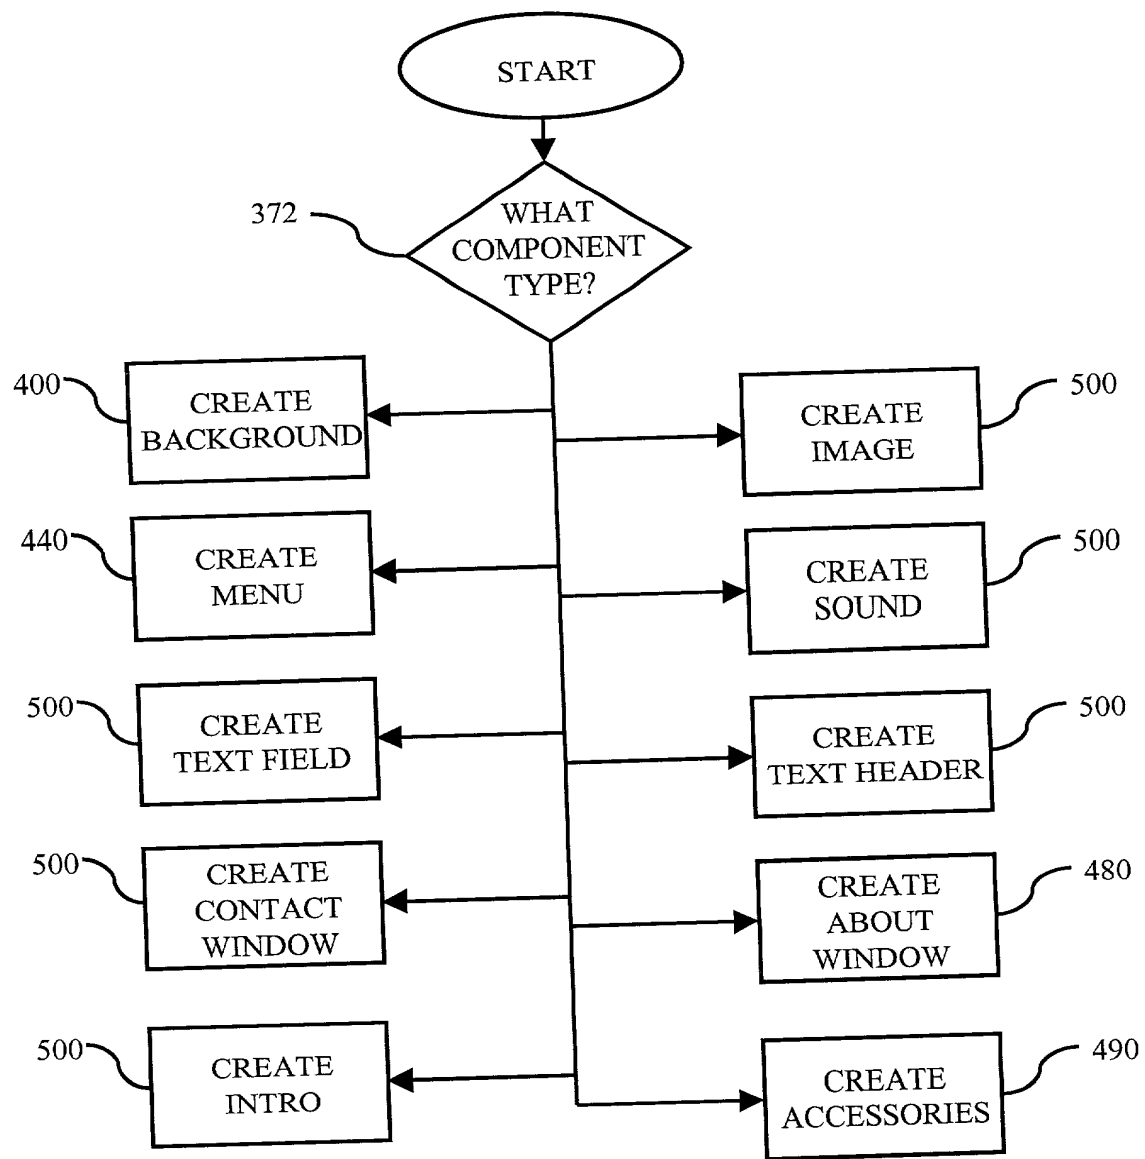 START
372
WHAT
COMPONENT
TYPE?
400
CREATE
BACKGROUND
500
CREATE
IMAGE
440
CREATE
MENU
500
CREATE
SOUND
500
CREATE
TEXT FIELD
500
CREATE
TEXT HEADER
500
CREATE
CONTACT
WINDOW
480
CREATE
ABOUT
WINDOW
500
CREATE
INTRO
490
CREATE
ACCESSORIES